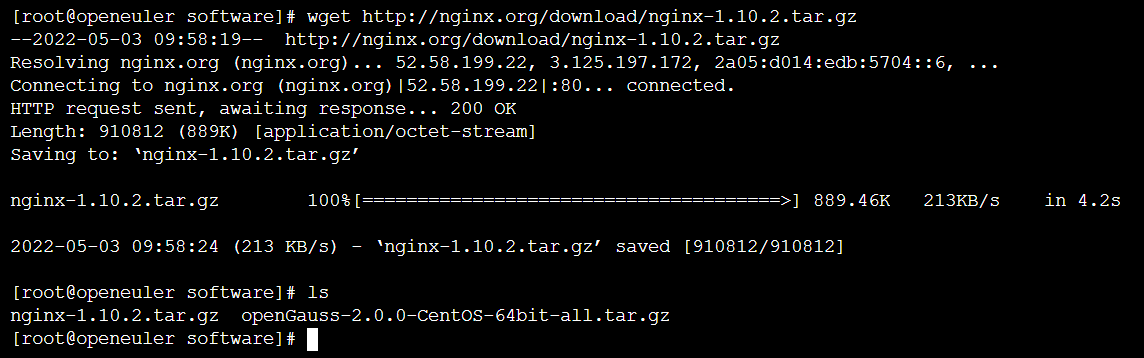 [root@openeuler software]# wget http://nginx.org/download/nginx-1.10.2.tar.gz
--2022-05-03 09:58:19--  http://nginx.org/download/nginx-1.10.2.tar.gz
Resolving nginx.org (nginx.org)... 52.58.199.22, 3.125.197.172, 2a05:d014:edb:5704::6, ...
Connecting to nginx.org (nginx.org)|52.58.199.22|:80... connected.
HTTP request sent, awaiting response... 200 OK
Length: 910812 (889K) [application/octet-stream]
Saving to: ‘nginx-1.10.2.tar.gz’
nginx-1.10.2.tar.gz        100%[======================================>] 889.46K   213KB/s    in 4.2s
2022-05-03 09:58:24 (213 KB/s) - ‘nginx-1.10.2.tar.gz’ saved [910812/910812]
[root@openeuler software]# ls
nginx-1.10.2.tar.gz  openGauss-2.0.0-CentOS-64bit-all.tar.gz
[root@openeuler software]#